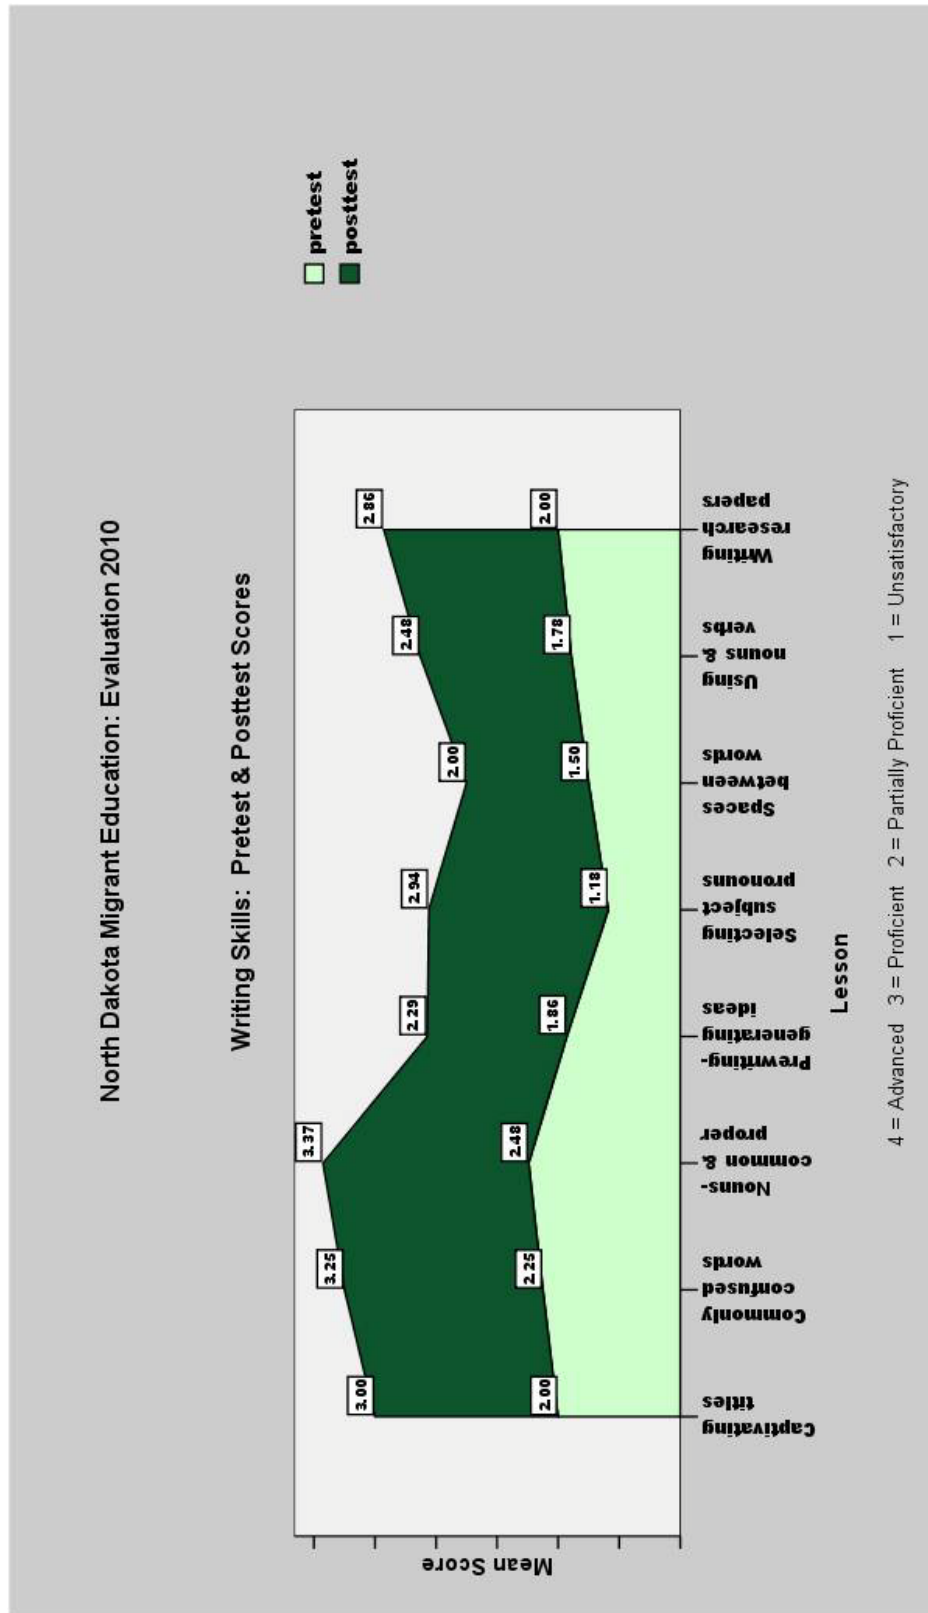 North Dakota Migrant Education: Evaluation 2010
Writing Skills: Pretest & Posttest Scores
pretest
posttest
Mean Score
3.00
3.25
3.37
2.29
2.94
2.00
2.48
2.86
2.00
2.25
2.48
1.86
1.18
1.50
1.78
2.00
Captivating
titles
Commonly
confused
words
Nouns-
common &
proper
Prewriting-
generating
ideas
Selecting
subject
pronouns
Spaces
between
words
Using
nouns &
verbs
Writing
research
papers
Lesson
4 = Advanced 3 = Proficient 2 = Partially Proficient 1 = Unsatisfactory